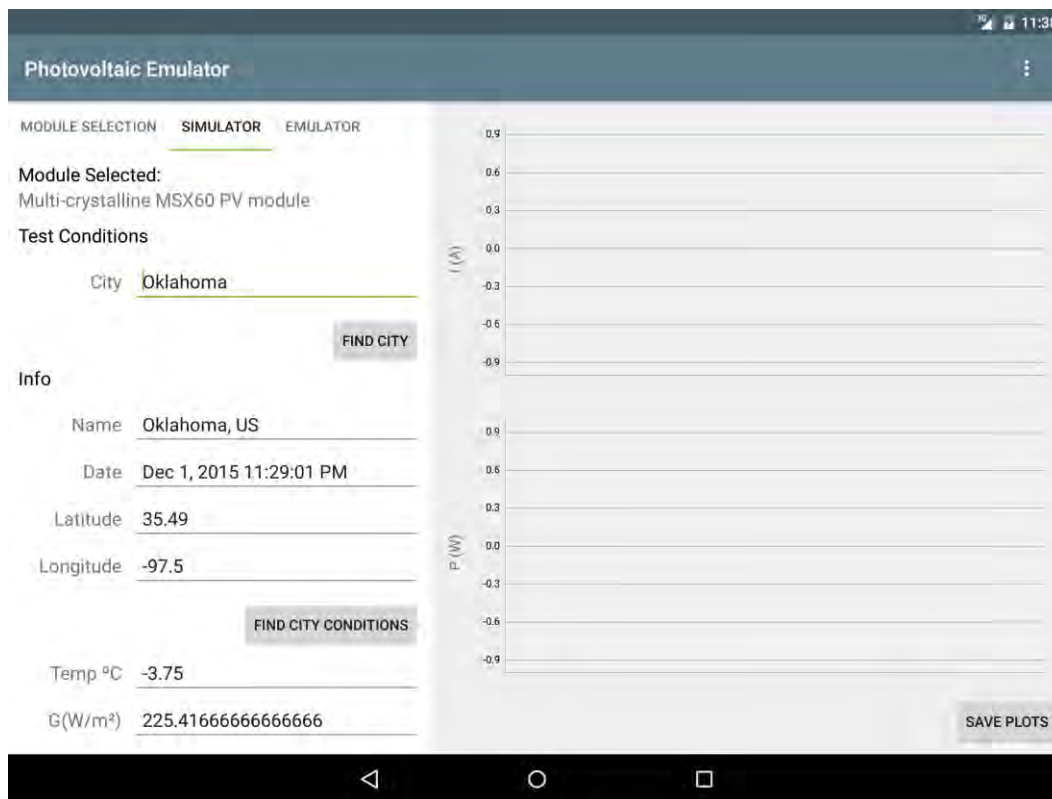 11:38
Photovoltaic Emulator
MODULE SELECTION SIMULATOR EMULATOR
Module Selected:
Multi-crystalline MSX60 PV module
Test Conditions
City Oklahoma
FIND CITY
Info
Name Oklahoma, US
Date Dec 1, 2015 11:29:01 PM
Latitude 35.49
Longitude -97.5
FIND CITY CONDITIONS
Temp ºC -3.75
G(W/m²) 225.41666666666666
0.9
0.6
0.3
0.0
-0.3
-0.6
-0.9
I (A)
0.9
0.6
0.3
0.0
-0.3
-0.6
-0.9
P (W)
SAVE PLOTS